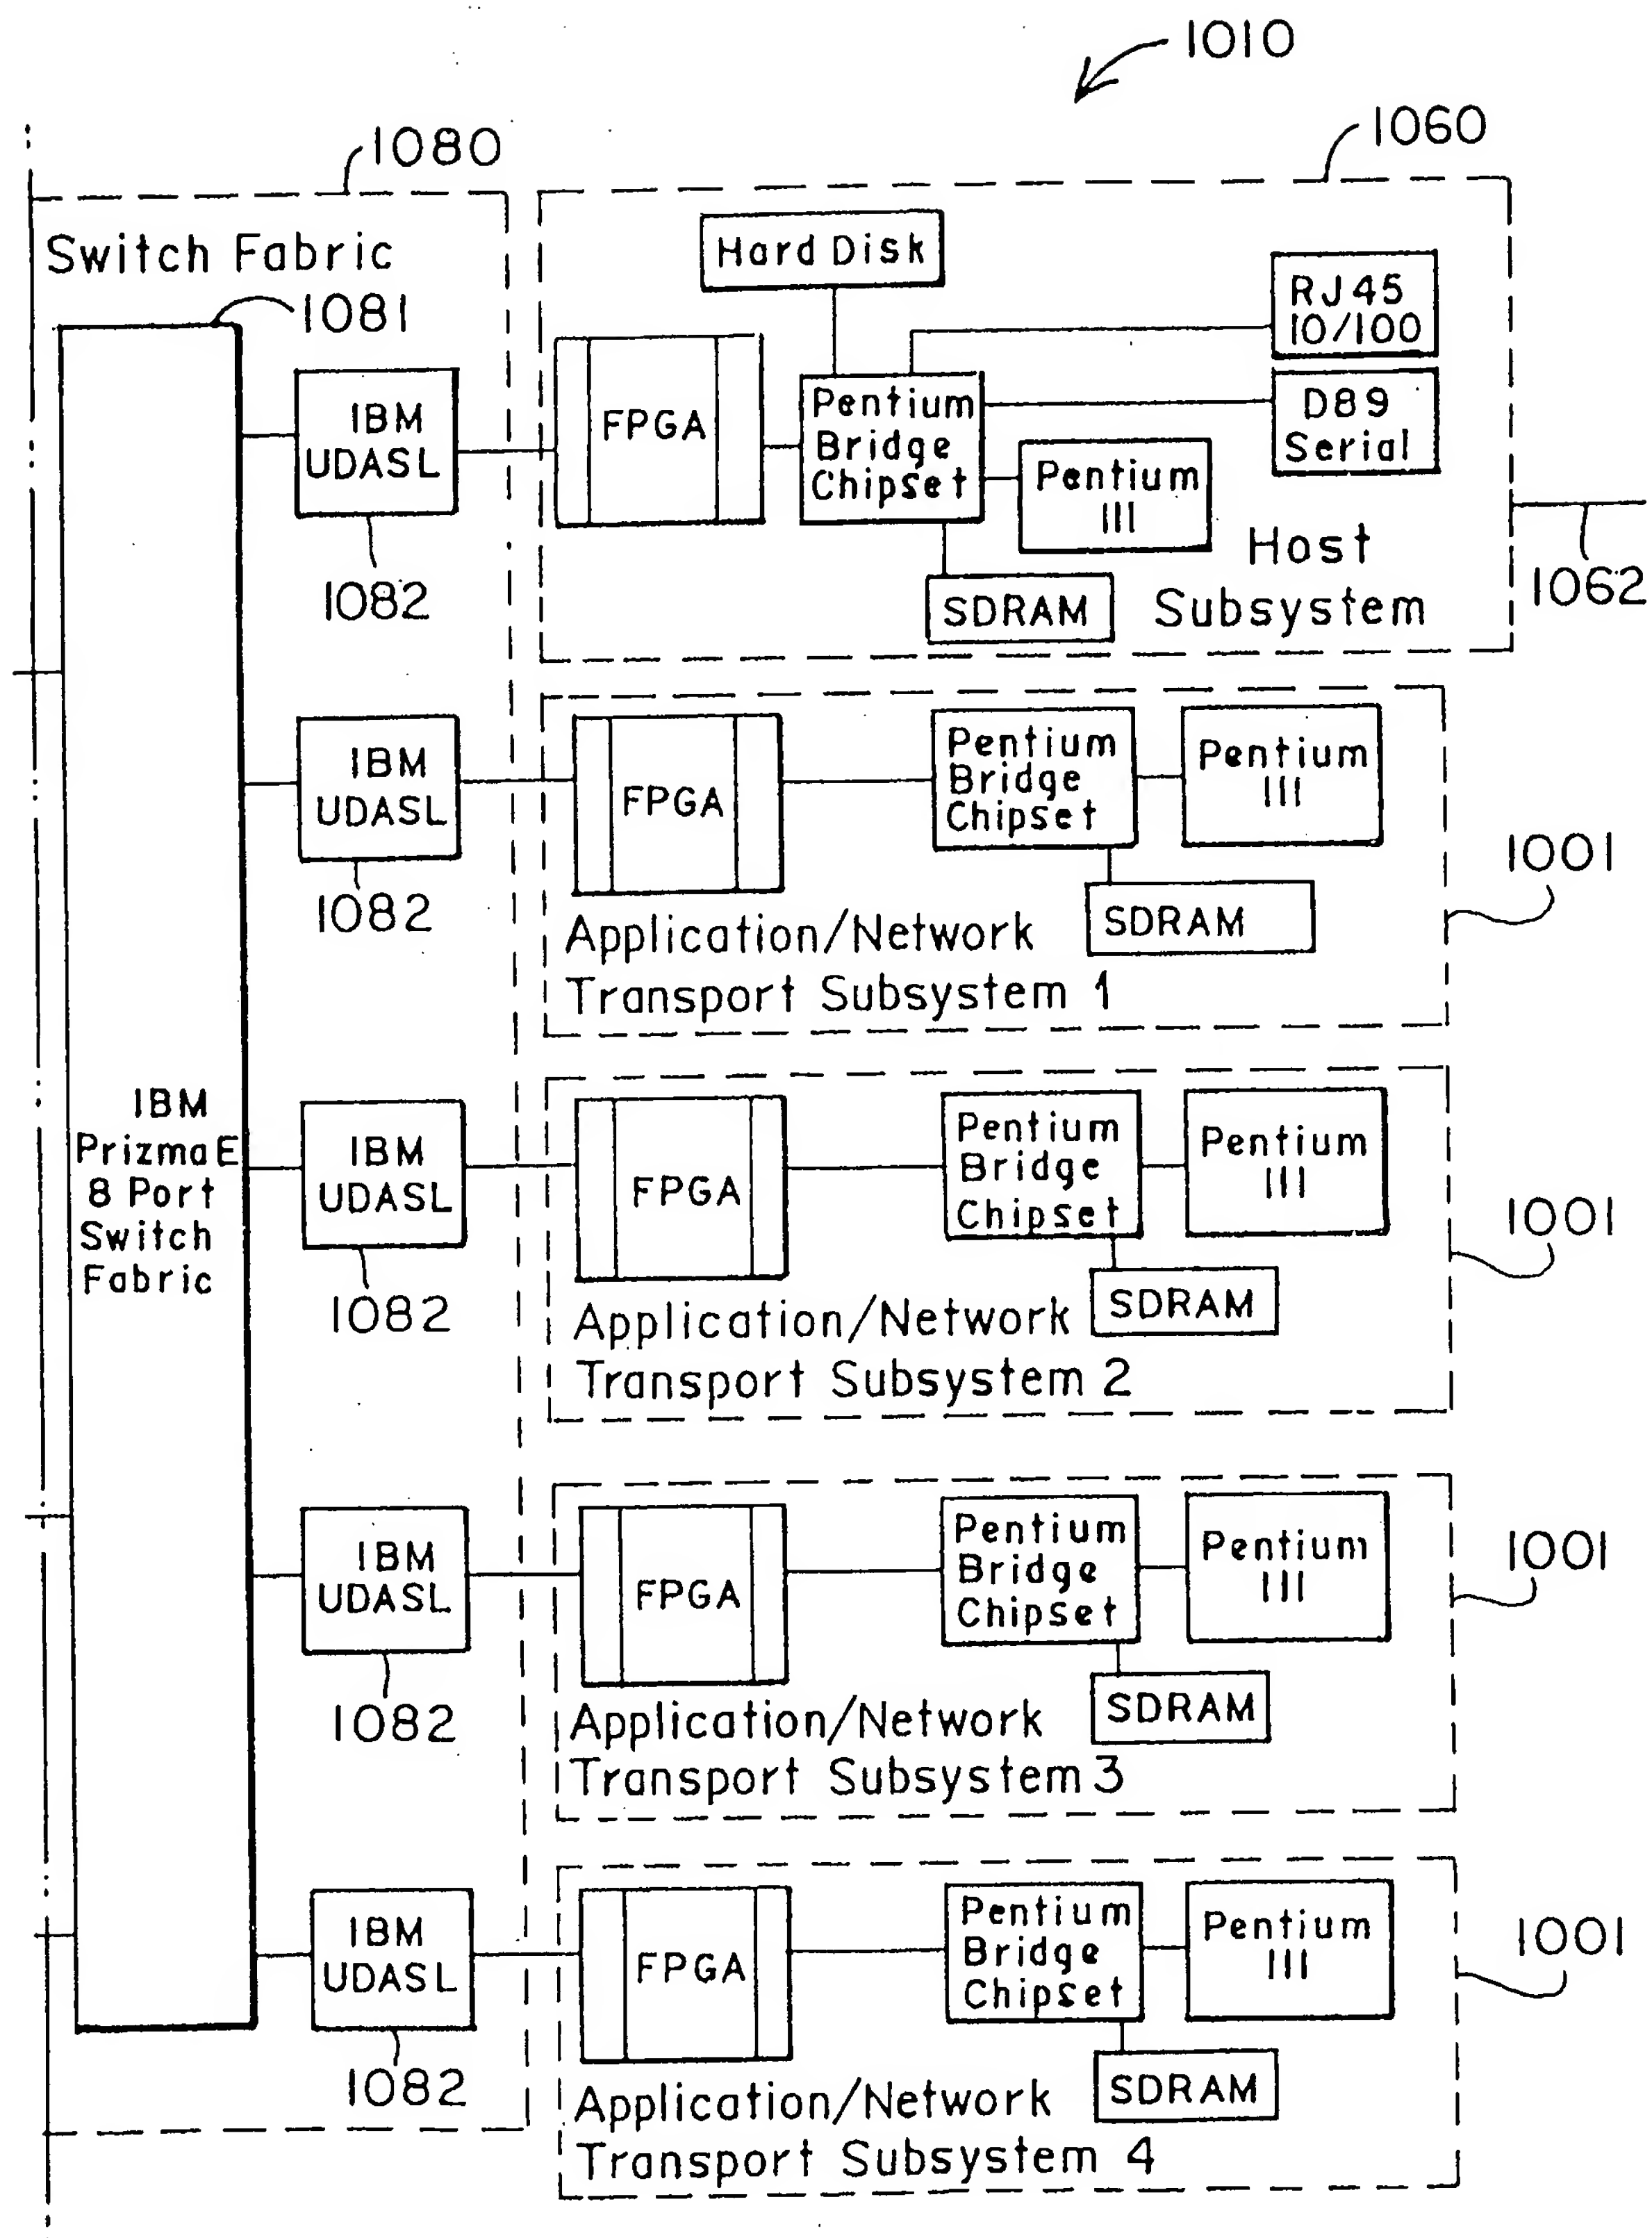 1010
1080
1060
Switch Fabric
Hard Disk
1081
RJ45
10/100
IBM
UDASL
FPGA
Pentium
Bridge
Chipset
D89
Serial
Pentium
III
Host
Subsystem
1062
1082
SDRAM
IBM
UDASL
FPGA
Pentium
Bridge
Chipset
Pentium
III
1001
1082
SDRAM
Application/Network
Transport Subsystem 1
IBM
PrizmaE
8 Port
Switch
Fabric
IBM
UDASL
FPGA
Pentium
Bridge
Chipset
Pentium
III
1001
1082
SDRAM
Application/Network
Transport Subsystem 2
IBM
UDASL
FPGA
Pentium
Bridge
Chipset
Pentium
III
1001
1082
SDRAM
Application/Network
Transport Subsystem 3
IBM
UDASL
FPGA
Pentium
Bridge
Chipset
Pentium
III
1001
1082
SDRAM
Application/Network
Transport Subsystem 4